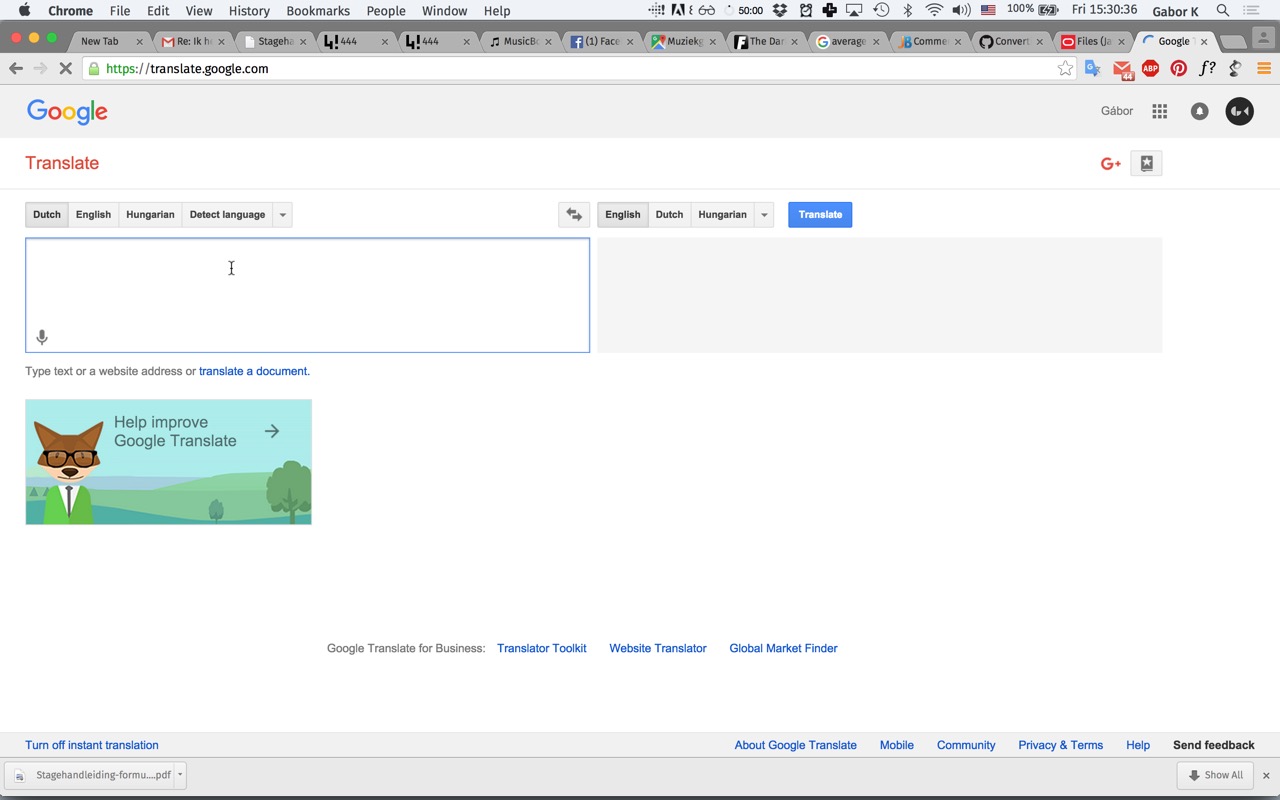 Chrome File Edit View History Bookmarks People Window Help 50:00 100% Fri 15:30:36 Gabor K
New Tab Re: Ik h Stageha 444 444 MusicBo (1) Face Muziekg The Dar average Comme Convert Files (Ja Google T
https://translate.google.com ABP f? 44
Google Gábor
Translate G+
Dutch English Hungarian Detect language English Dutch Hungarian Translate
Type text or a website address or translate a document.
Help improve
Google Translate
Google Translate for Business: Translator Toolkit Website Translator Global Market Finder
Turn off instant translation About Google Translate Mobile Community Privacy & Terms Help Send feedback
Stagehandleiding-formu....pdf Show All